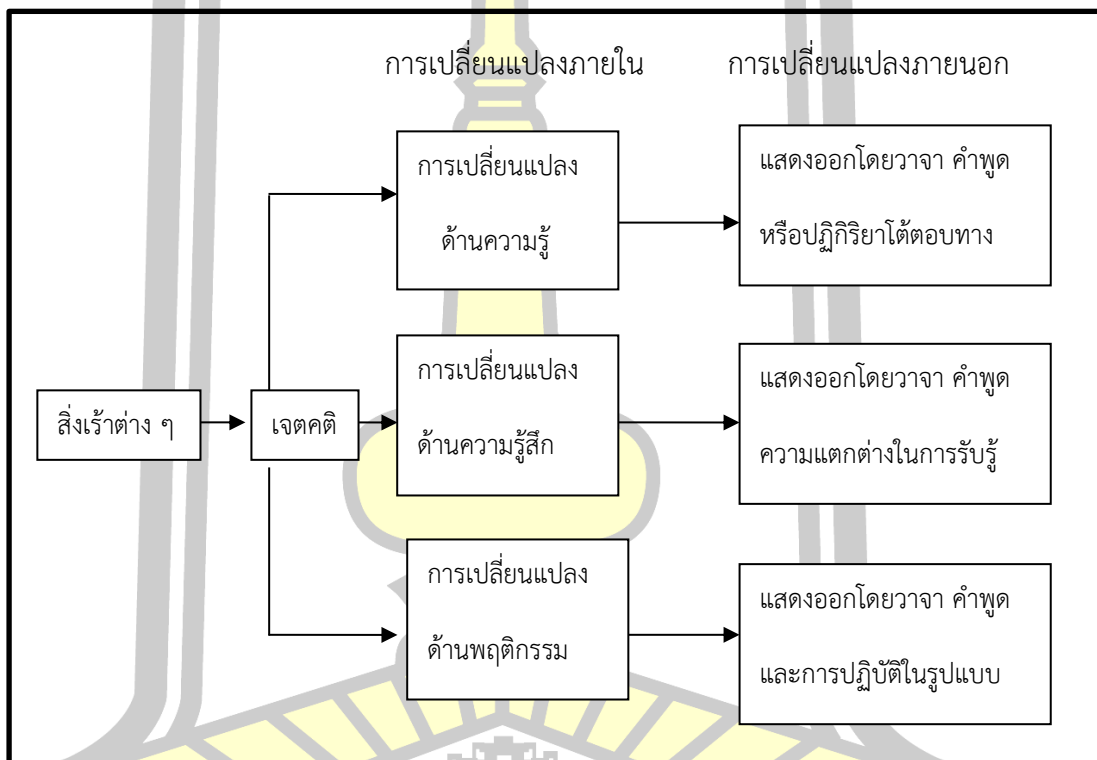 การเปลี่ยนแปลงภายใน
การเปลี่ยนแปลงภายนอก
การเปลี่ยนแปลง
ด้านความรู้
แสดงออกโดยวาจา คำพูด
หรือปฏิกิริยาโต้ตอบทาง
สิ่งเร้าต่าง ๆ
เจตคติ
การเปลี่ยนแปลง
ด้านความรู้สึก
แสดงออกโดยวาจา คำพูด
ความแตกต่างในการรับรู้
การเปลี่ยนแปลง
ด้านพฤติกรรม
แสดงออกโดยวาจา คำพูด
และการปฏิบัติในรูปแบบ